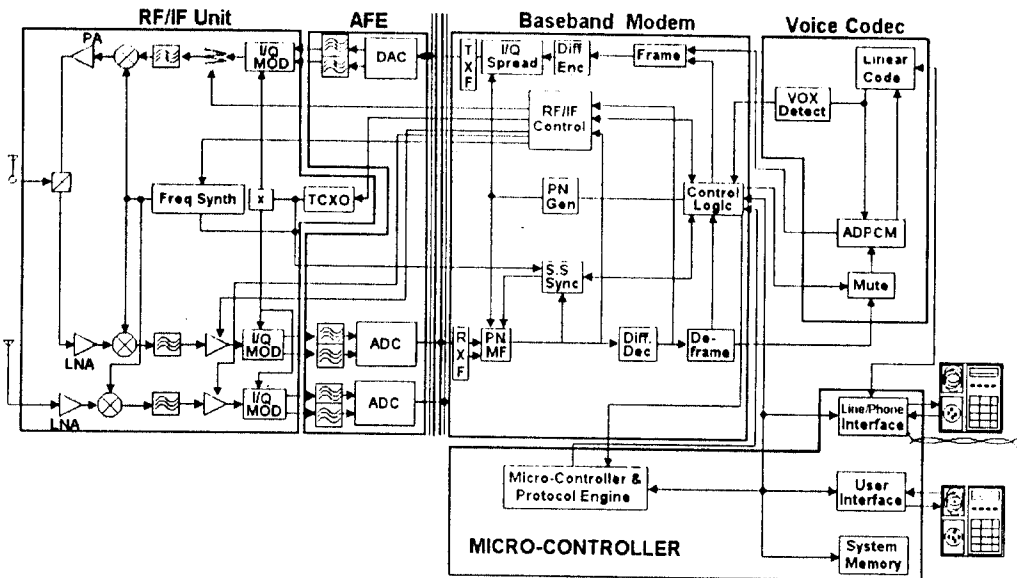 RF/IF Unit
AFE
Baseband Modem
Voice Codec
PA
I/Q
MOD
DAC
T
X
F
I/Q
Spread
Diff
Enc
Frame
Linear
Code
VOX
Detect
RF/IF
Control
Freq Synth
x
TCXO
PN
Gen
Control
Logic
ADPCM
S.S
Sync
Mute
LNA
I/Q
MOD
ADC
R
X
F
PN
MF
Diff.
Dec
De-
frame
LNA
I/Q
MOD
ADC
Line/Phone
Interface
Micro-Controller &
Protocol Engine
User
Interface
MICRO-CONTROLLER
System
Memory